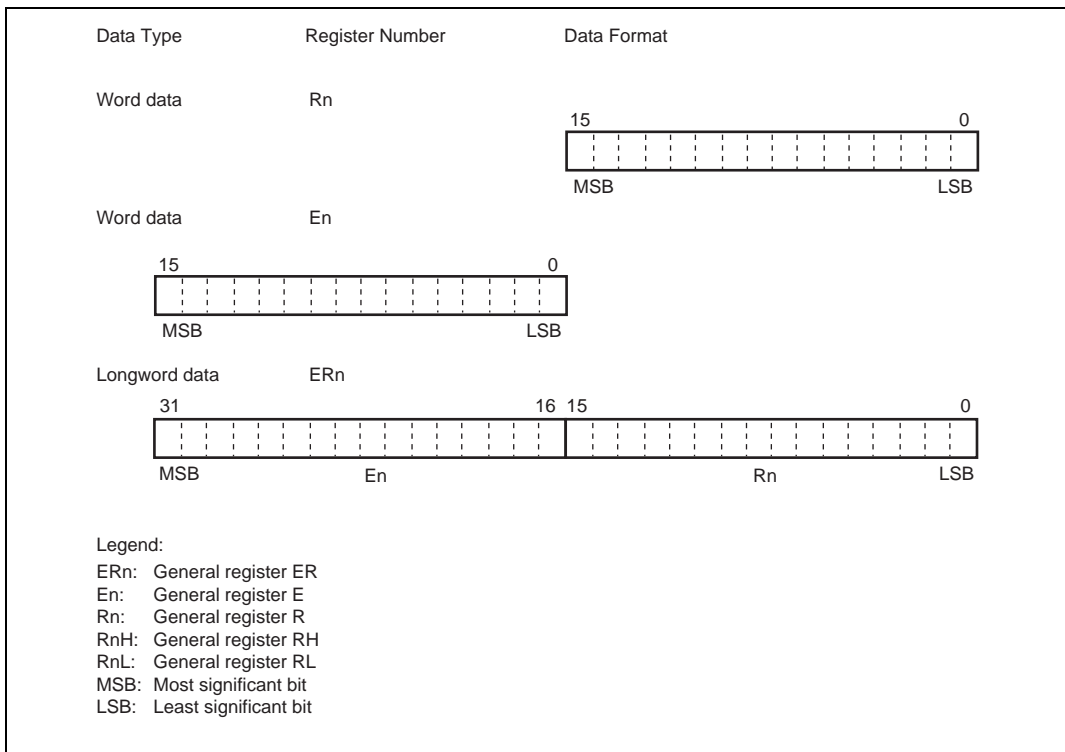 Data Type Register Number Data Format
Word data Rn
15 0
MSB LSB
Word data En
15 0
MSB LSB
Longword data ERn
31 16 15 0
MSB En Rn LSB
Legend:
ERn: General register ER
En: General register E
Rn: General register R
RnH: General register RH
RnL: General register RL
MSB: Most significant bit
LSB: Least significant bit